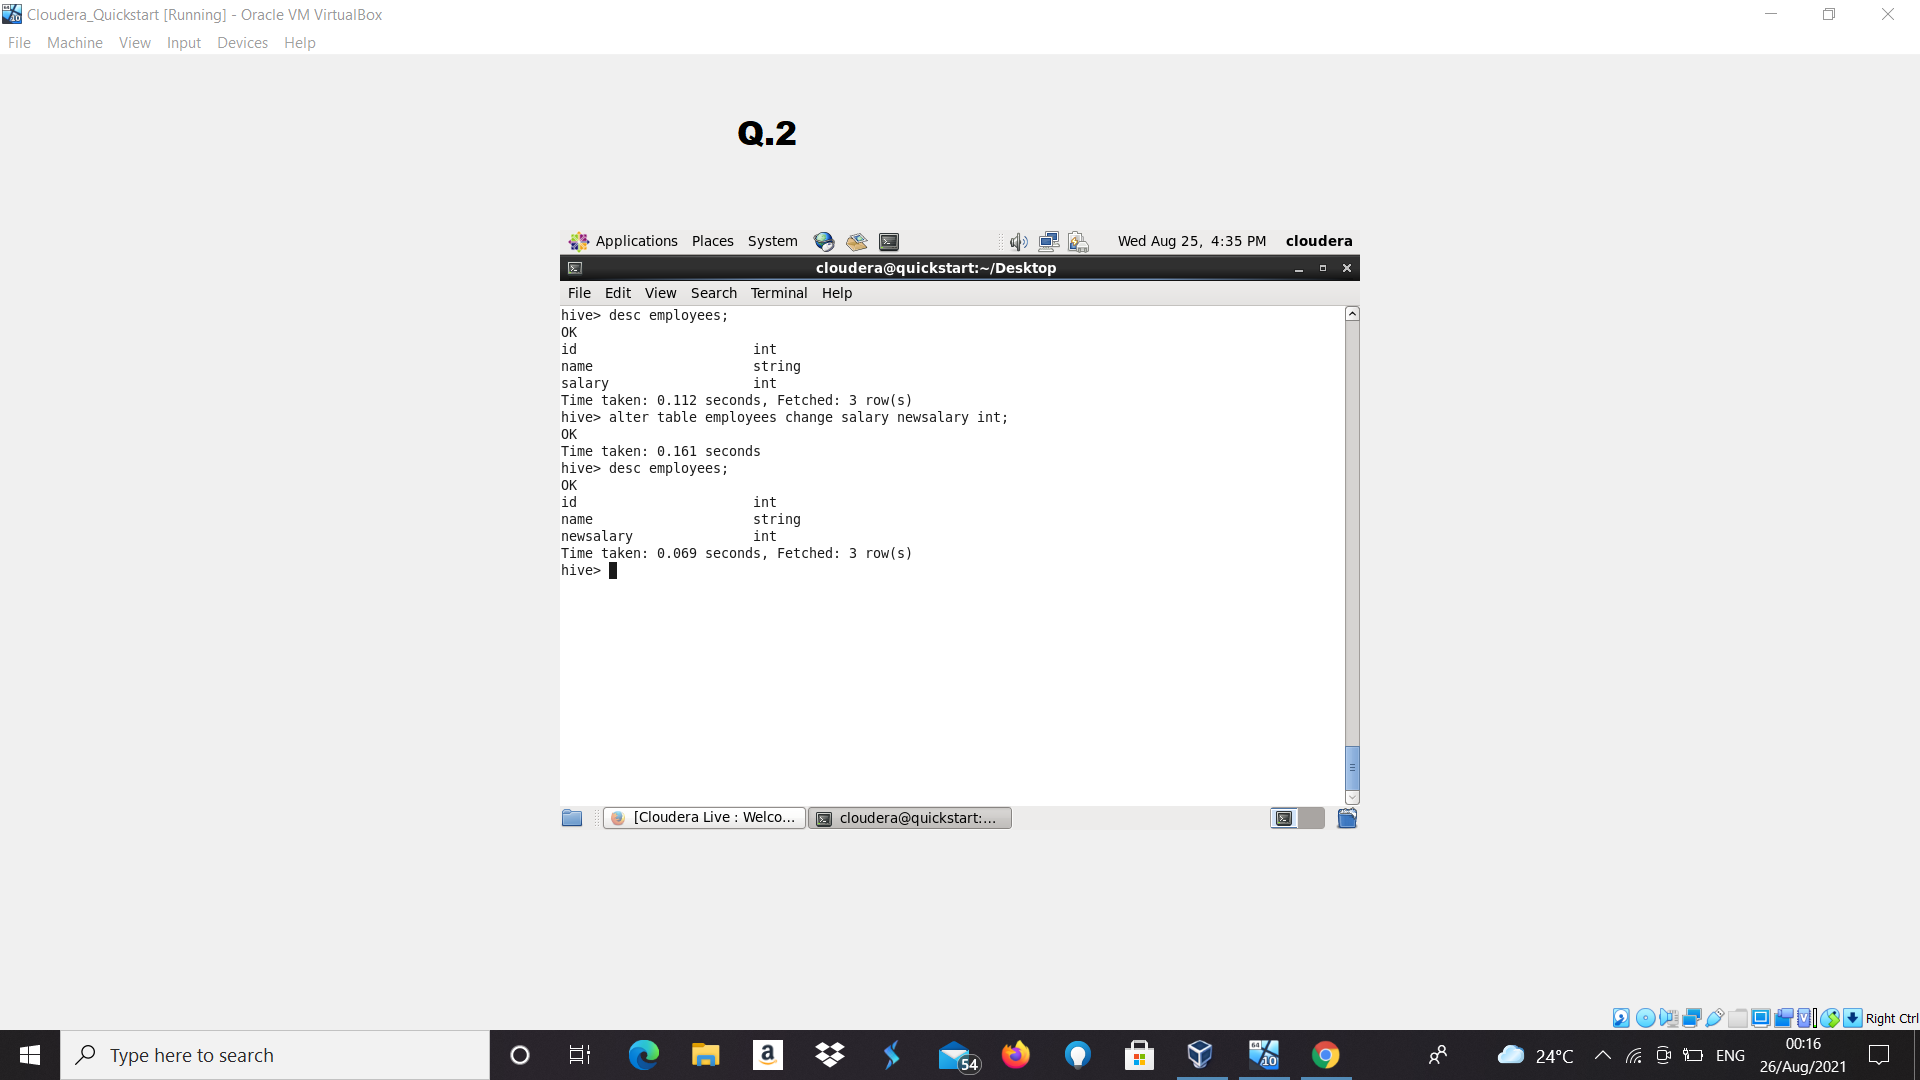 Cloudera_Quickstart [Running] - Oracle VM VirtualBox
File Machine View Input Devices Help
Q.2
Applications Places System Wed Aug 25, 4:35 PM cloudera
cloudera@quickstart:~/Desktop
File Edit View Search Terminal Help
hive> desc employees;
OK
id int
name string
salary int
Time taken: 0.112 seconds, Fetched: 3 row(s)
hive> alter table employees change salary newsalary int;
OK
Time taken: 0.161 seconds
hive> desc employees;
OK
id int
name string
newsalary int
Time taken: 0.069 seconds, Fetched: 3 row(s)
hive>
[Cloudera Live : Welco... cloudera@quickstart:...
Right Ctrl
Type here to search 54 24°C ENG 00:16
26/Aug/2021